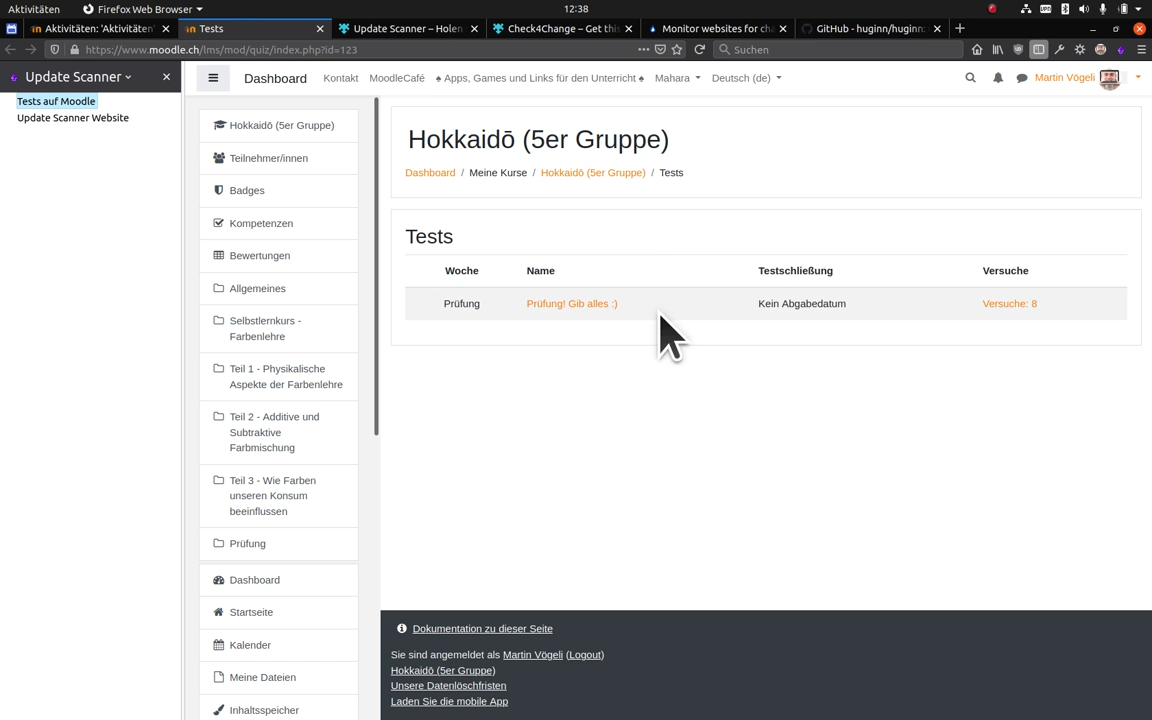 Aktivitäten Firefox Web Browser 12:38
Aktivitäten: 'Aktivitäten' Tests Update Scanner – Holen Check4Change – Get this Monitor websites for cha GitHub - huginn/huginn:
https://www.moodle.ch/lms/mod/quiz/index.php?id=123 Suchen
Update Scanner
Tests auf Moodle
Update Scanner Website
Dashboard Kontakt MoodleCafé ♠ Apps, Games und Links für den Unterricht ♠ Mahara Deutsch (de) Martin Vögeli
Hokkaidō (5er Gruppe)
Teilnehmer/innen
Badges
Kompetenzen
Bewertungen
Allgemeines
Selbstlernkurs -
Farbenlehre
Teil 1 - Physikalische
Aspekte der Farbenlehre
Teil 2 - Additive und
Subtraktive
Farbmischung
Teil 3 - Wie Farben
unseren Konsum
beeinflussen
Prüfung
Dashboard
Startseite
Kalender
Meine Dateien
Inhaltsspeicher
Hokkaidō (5er Gruppe)
Dashboard / Meine Kurse / Hokkaidō (5er Gruppe) / Tests
Tests
Woche Name Testschließung Versuche
Prüfung Prüfung! Gib alles :) Kein Abgabedatum Versuche: 8
Dokumentation zu dieser Seite
Sie sind angemeldet als Martin Vögeli (Logout)
Hokkaidō (5er Gruppe)
Unsere Datenlöschfristen
Laden Sie die mobile App